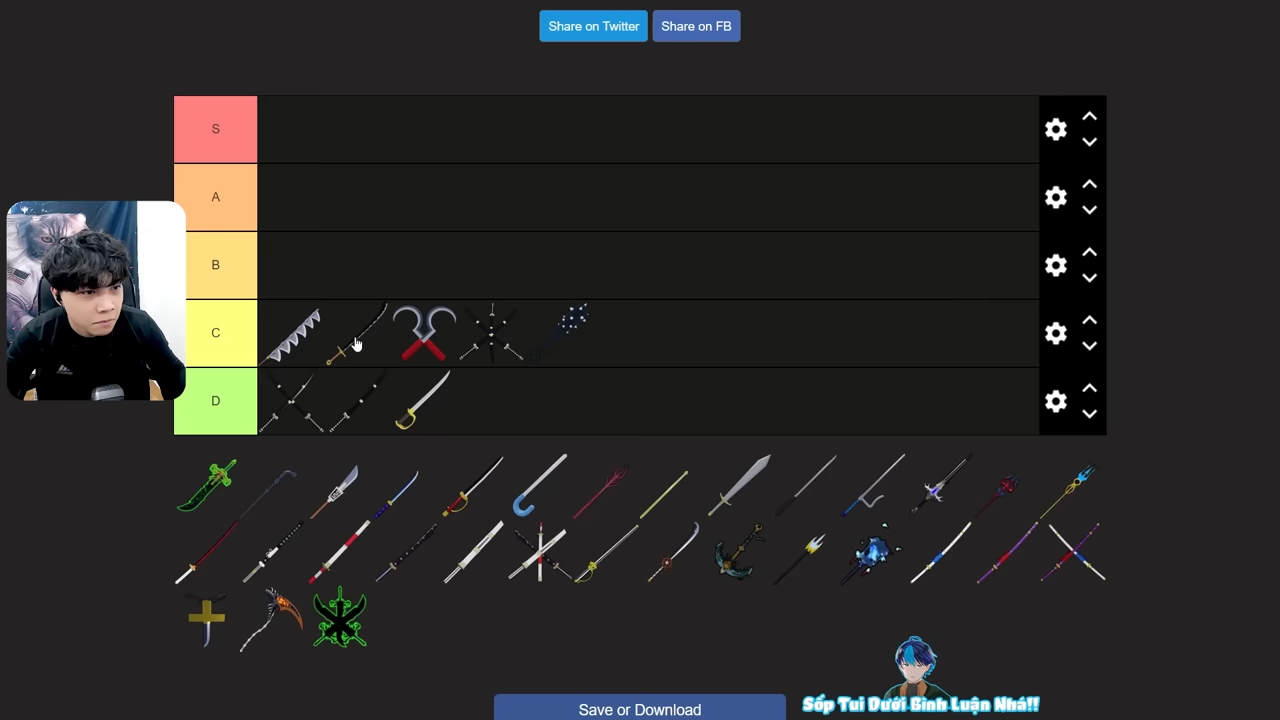 Share on Twitter
Share on FB
S
A
B
C
D
Save or Download
Sốp Tui Dưới Bình Luận Nhá!!